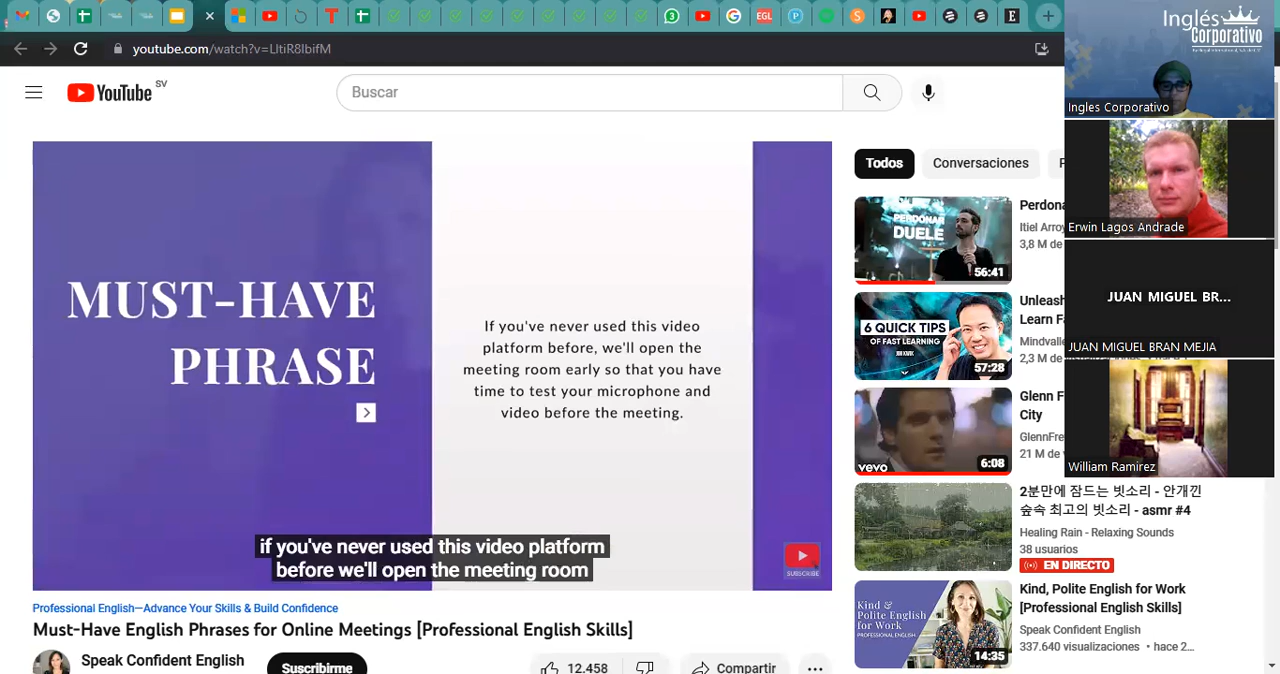 3
EGL
youtube.com/watch?v=LItiR8IbifM
YouTube SV
Buscar
MUST-HAVE
PHRASE
If you've never used this video
platform before, we'll open the
meeting room early so that you have
time to test your microphone and
video before the meeting.
if you've never used this video platform
before we'll open the meeting room
SUBSCRIBE
Professional English—Advance Your Skills & Build Confidence
Must-Have English Phrases for Online Meetings [Professional English Skills]
Speak Confident English
Suscribirme
12.458
Compartir
Todos
Conversaciones
PERDONAR
DUELE
56:41
Perdona
Itiel Arroy
3,8 M de
6 QUICK TIPS
OF FAST LEARNING
JIM KWIK
57:28
Unleash
Learn Fa
Mindvalle
2,3 M de
vevo
6:08
Glenn F
City
GlennFre
21 M de
2분만에 잠드는 빗소리 - 안개낀
숲속 최고의 빗소리 - asmr #4
Healing Rain - Relaxing Sounds
38 usuarios
EN DIRECTO
Kind &
Polite English
for Work
PROFESSIONAL ENGLISH
14:35
Kind, Polite English for Work
[Professional English Skills]
Speak Confident English
337.640 visualizaciones • hace 2...
Inglés
Corporativo
Ingles Corporativo
Erwin Lagos Andrade
JUAN MIGUEL BR...
JUAN MIGUEL BRAN MEJIA
William Ramirez